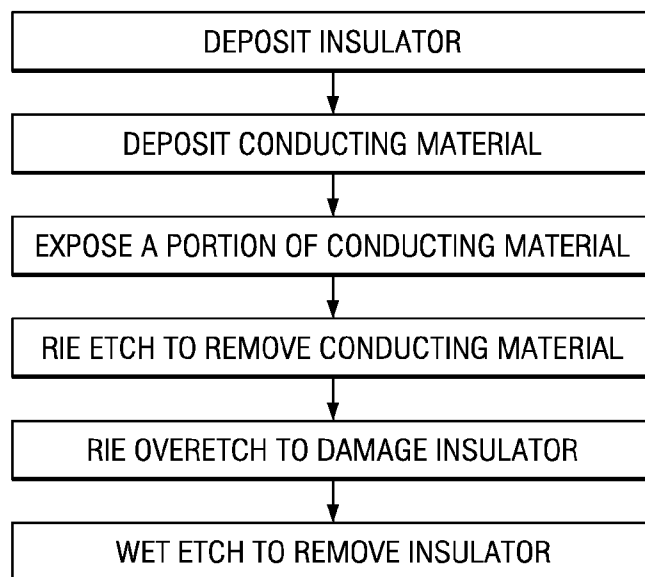 DEPOSIT INSULATOR
DEPOSIT CONDUCTING MATERIAL
EXPOSE A PORTION OF CONDUCTING MATERIAL
RIE ETCH TO REMOVE CONDUCTING MATERIAL
RIE OVERETCH TO DAMAGE INSULATOR
WET ETCH TO REMOVE INSULATOR